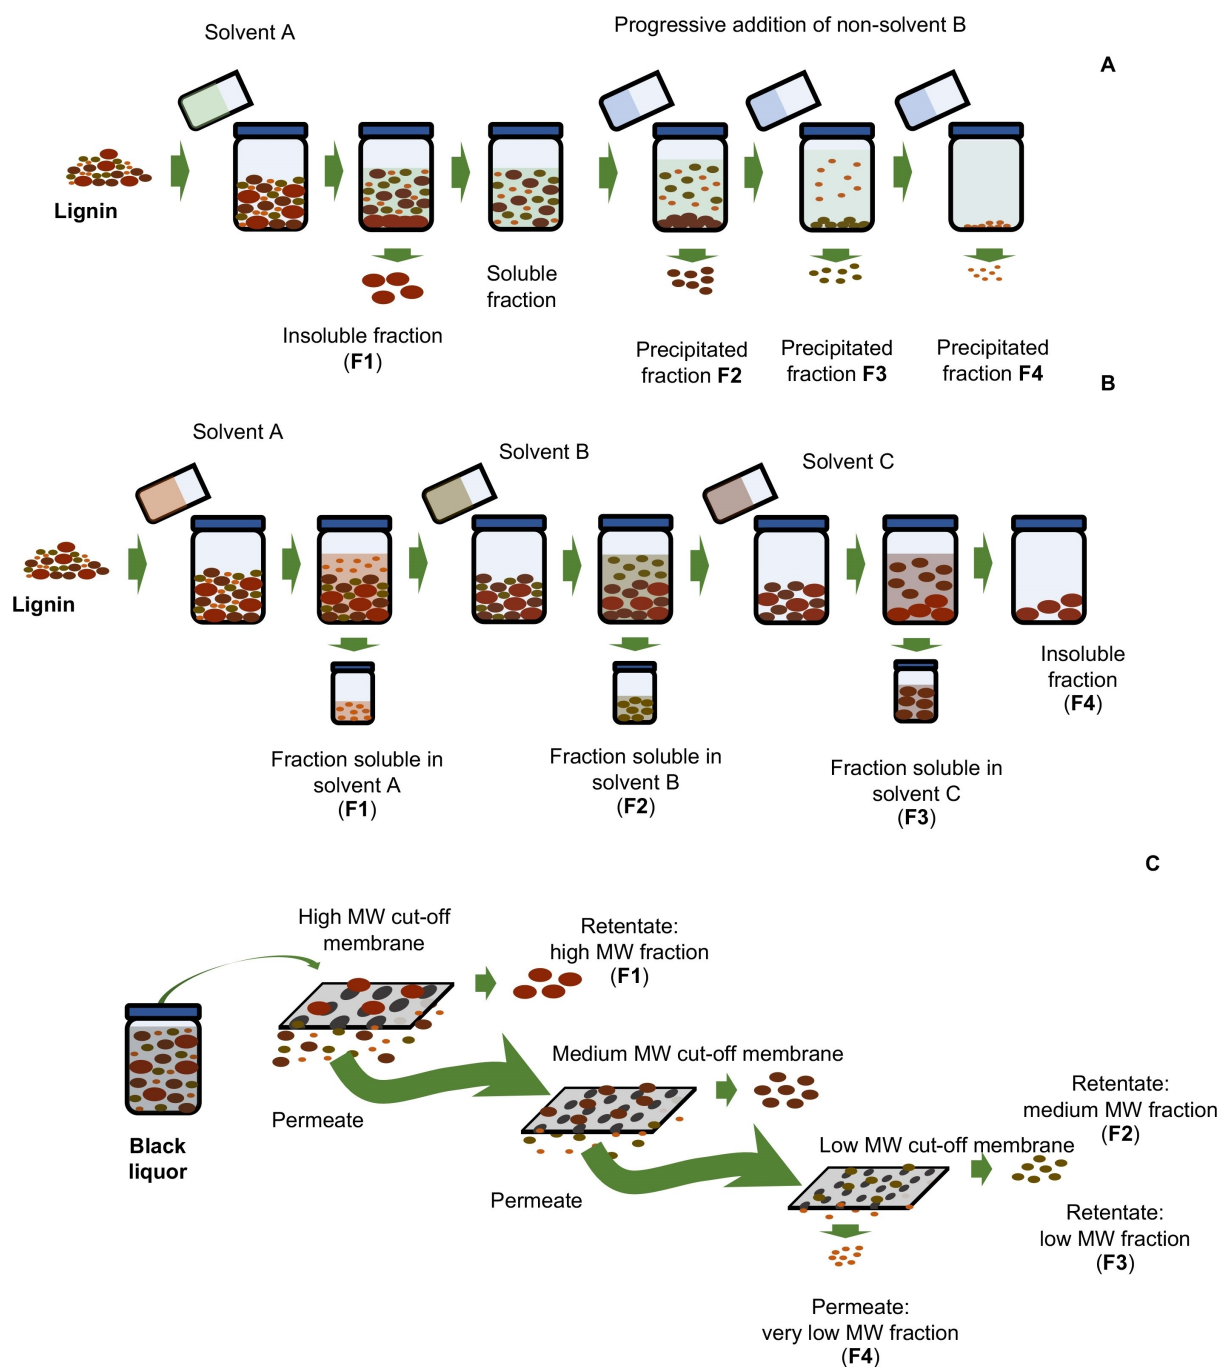 Solvent A
Progressive addition of non-solvent B
A
Lignin
Insoluble fraction
(F1)
Soluble
fraction
Precipitated
fraction F2
Precipitated
fraction F3
Precipitated
fraction F4
B
Solvent A
Solvent B
Solvent C
Lignin
Fraction soluble in
solvent A
(F1)
Fraction soluble in
solvent B
(F2)
Fraction soluble in
solvent C
(F3)
Insoluble
fraction
(F4)
C
High MW cut-off
membrane
Retentate:
high MW fraction
(F1)
Black
liquor
Permeate
Medium MW cut-off membrane
Retentate:
medium MW fraction
(F2)
Permeate
Low MW cut-off membrane
Retentate:
low MW fraction
(F3)
Permeate:
very low MW fraction
(F4)